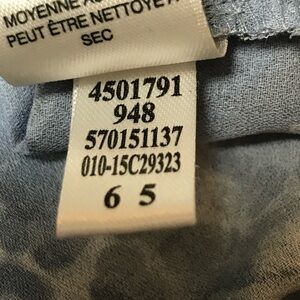 MOYENNE
PEUT ÊTRE NETTOYÉ À
SEC
4501791
948
570151137
010-15C29323
6 5